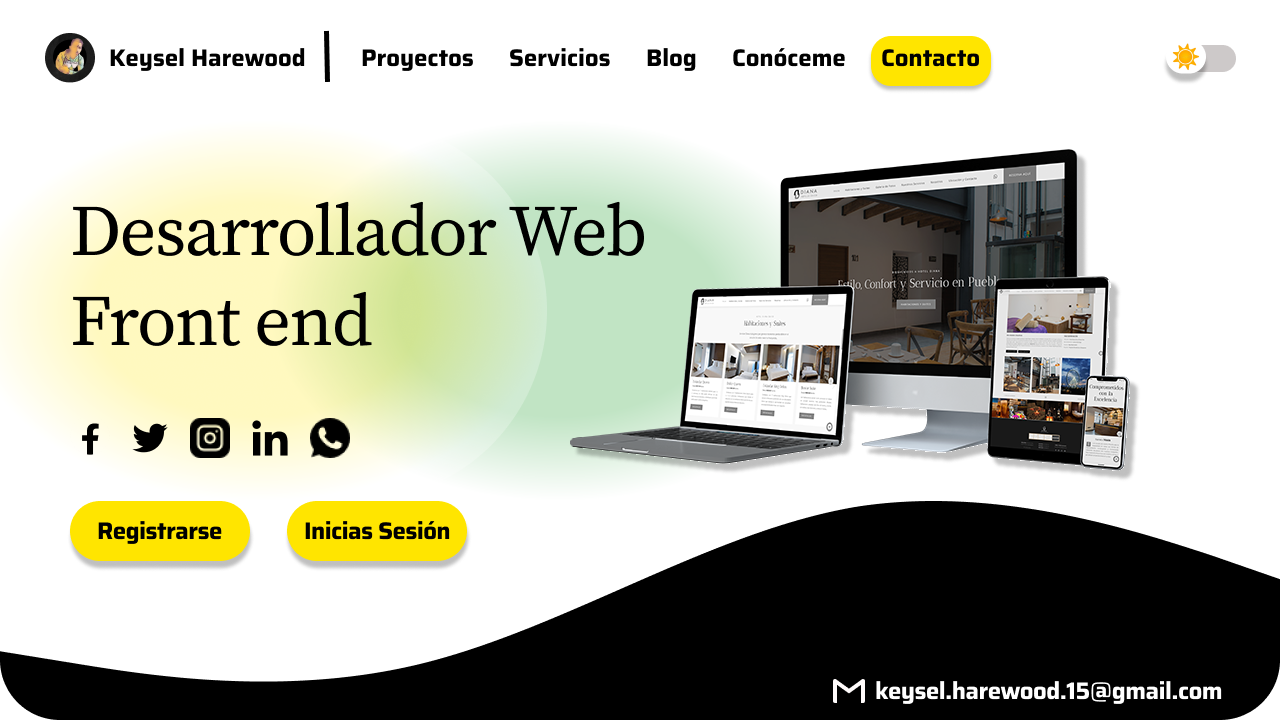 Keysel Harewood
Proyectos
Servicios
Blog
Conóceme
Contacto
Desarrollador Web
Front end
Registrarse
Inicias Sesión
DIANA
Estilo, Confort y Servicio en Puebl
Habitaciones y Suites
Comprometidos
con la
Excelencia
keysel.harewood.15@gmail.com